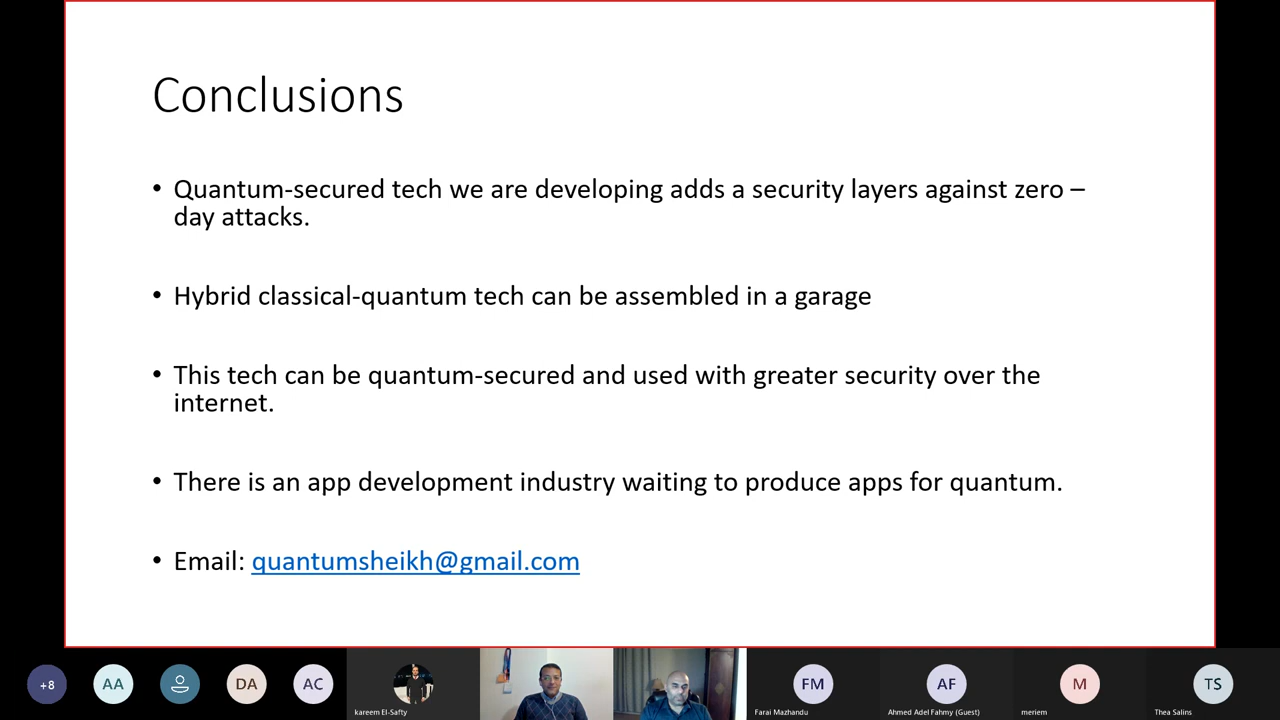 Conclusions
• Quantum-secured tech we are developing adds a security layers against zero –
day attacks.
• Hybrid classical-quantum tech can be assembled in a garage
• This tech can be quantum-secured and used with greater security over the
internet.
• There is an app development industry waiting to produce apps for quantum.
• Email: quantumsheikh@gmail.com
+8
AA
DA
AC
kareem El-Safty
FM
Farai Mazhandu
AF
Ahmed Adel Fahmy (Guest)
M
meriem
TS
Thea Salins